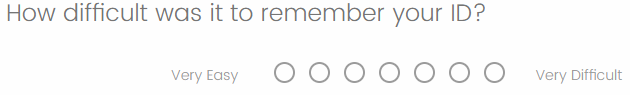 How difficult was it to remember your ID?
Very Easy Very Difficult